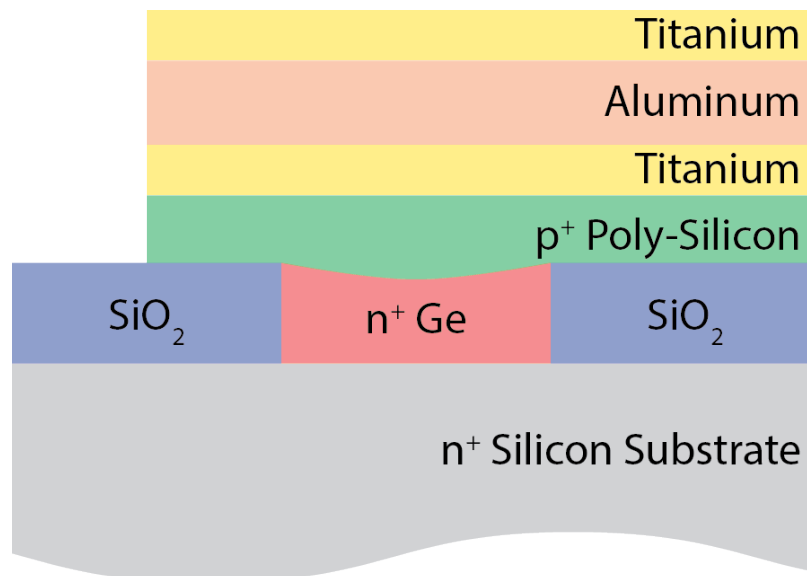 Titanium
Aluminum
Titanium
p⁺ Poly-Silicon
SiO₂ n⁺ Ge SiO₂
n⁺ Silicon Substrate